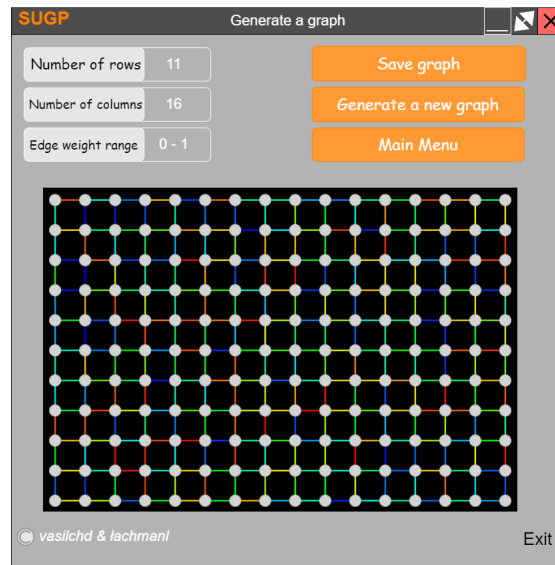 SUGP Generate a graph
Number of rows 11 Save graph
Number of columns 16 Generate a new graph
Edge weight range 0 - 1 Main Menu
vasilchd & łachmanl Exit